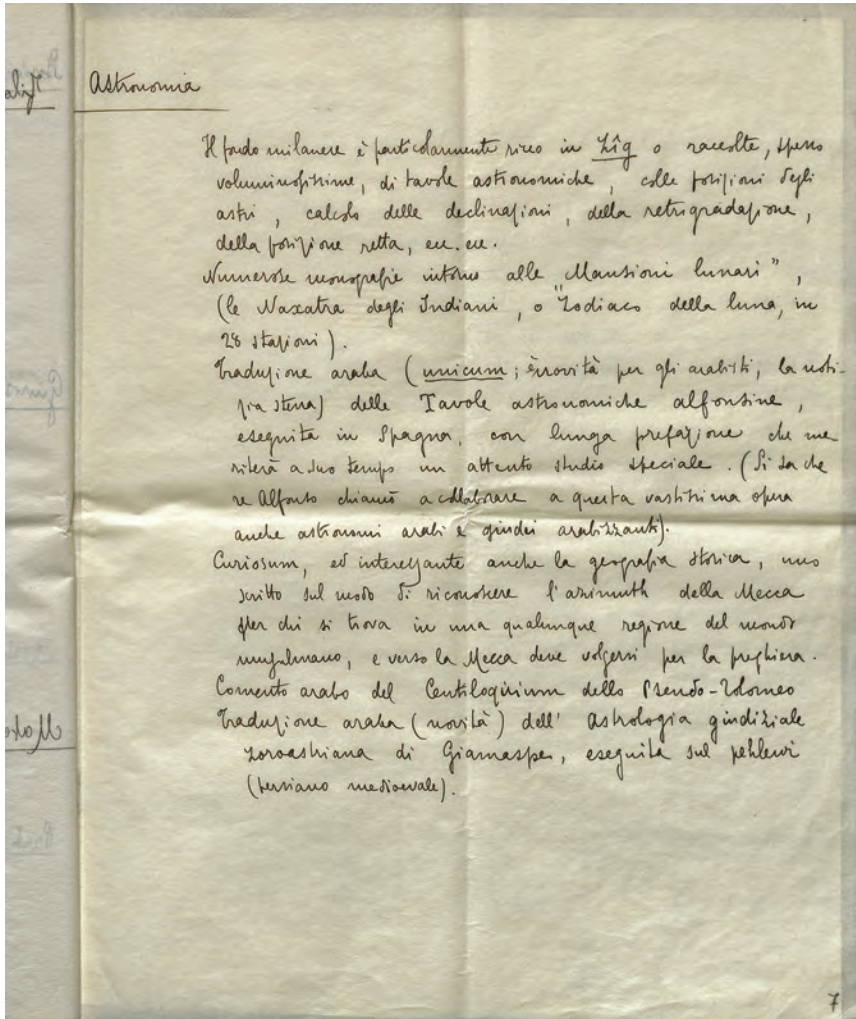 Astronomia
Il fondo milanese è particolarmente ricco in Zîg o raccolte, spesso
voluminosissime, di tavole astronomiche, colle posizioni degli
astri, calcolo delle declinazioni, della retrogradazione,
della posizione retta, ecc. ecc.
Numerose monografie intorno alle „Mansioni lunari",
(le Naxatra degli Indiani, o Zodiaco della luna, in
28 stazioni).
Traduzione araba (unicum; è novità per gli arabisti, la noti-
zia stessa) delle Tavole astronomiche alfonsine,
eseguita in Spagna, con lunga prefazione che me
riterà a suo tempo un attento studio speciale. (Si sa che
re Alfonso chiamò a collaborare a questa vastissima opera
anche astronomi arabi e giudei arabizzanti).
Curiosum, ed interessante anche la geografia storica, uno
scritto sul modo di riconoscere l'azimuth della Mecca
per chi si trova in una qualunque regione del mondo
musulmano, e verso la Mecca deve volgersi per la preghiera.
Comento arabo del Centiloquium dello Pseudo-Tolomeo
Traduzione araba (novità) dell' Astrologia giudiziale
zoroastriana di Giamaspe, eseguita sul pehlewi
(persiano medioevale).
7